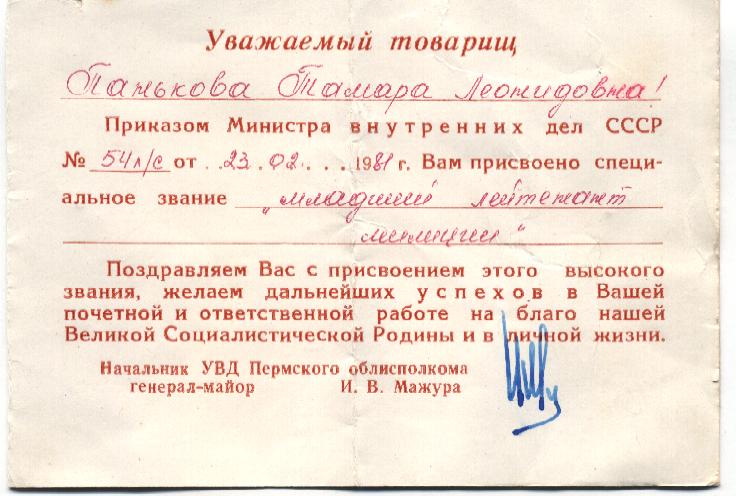 Уважаемый товарищ
Панькова Тамара Леонидовна!
Приказом Министра внутренних дел СССР
№ 54 л/с от ..23.02...1981 г. Вам присвоено специ-
альное звание „младший лейтенант
милиции"
Поздравляем Вас с присвоением этого высокого
звания, желаем дальнейших успехов в Вашей
почетной и ответственной работе на благо нашей
Великой Социалистической Родины и в личной жизни.
Начальник УВД Пермского облисполкома
генерал-майор И. В. Мажура